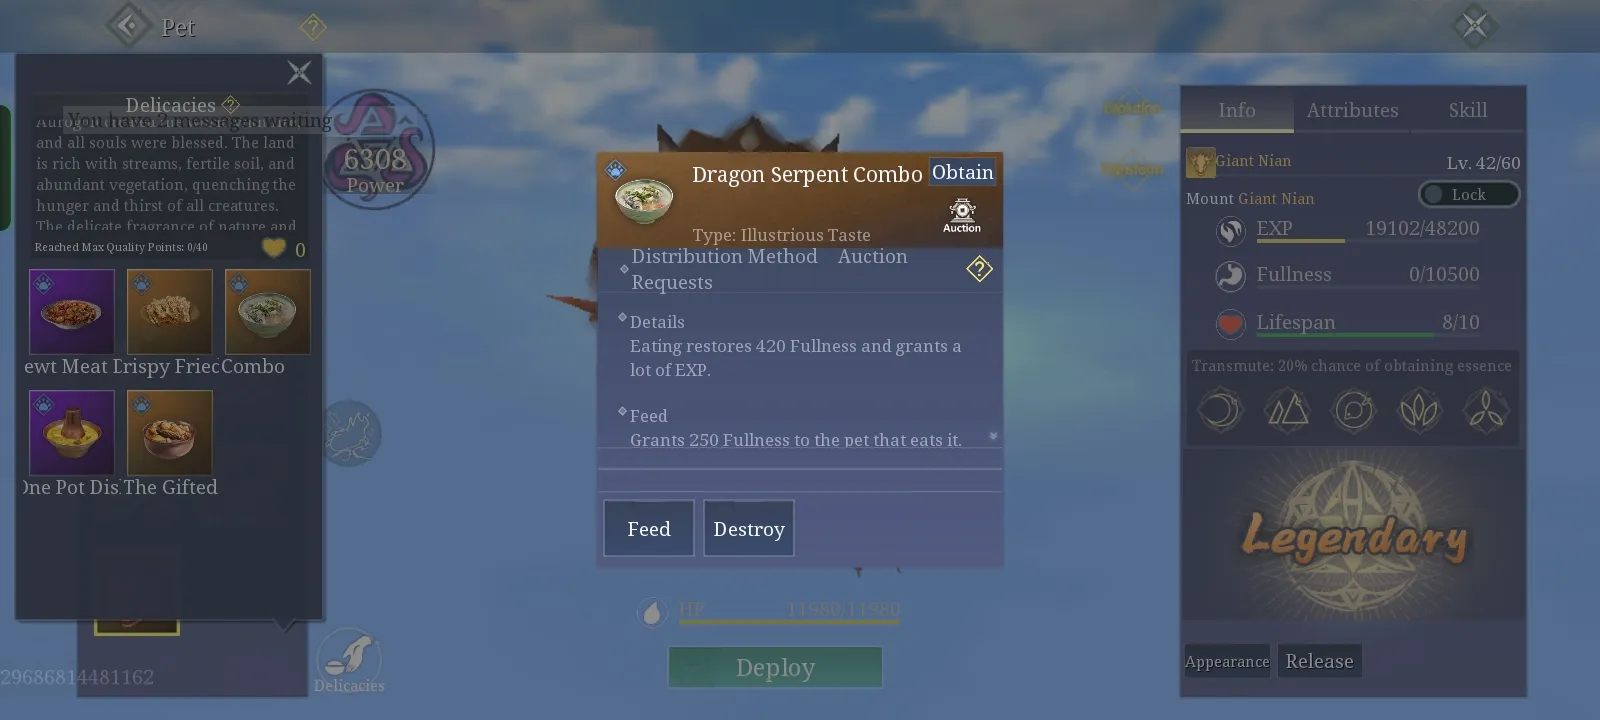 Pet
Delicacies
You have 2 messages waiting
and all souls were blessed. The land
is rich with streams, fertile soil, and
abundant vegetation, quenching the
hunger and thirst of all creatures.
The delicate fragrance of nature and
Reached Max Quality Points: 0/40
0
ewt Meat
Crispy Fried
Combo
One Pot Dis
The Gifted
6308
Power
29686814481162
Delicacies
Dragon Serpent Combo
Obtain
Auction
Type: Illustrious Taste
Distribution Method Auction
Requests
Details
Eating restores 420 Fullness and grants a
lot of EXP.
Feed
Grants 250 Fullness to the pet that eats it.
Feed
Destroy
HP 11980/11980
Deploy
Evolution
Info
Attributes
Skill
Giant Nian
Lv. 42/60
Mount Giant Nian
Lock
EXP 19102/48200
Fullness 0/10500
Lifespan 8/10
Transmute: 20% chance of obtaining essence
Legendary
Appearance
Release